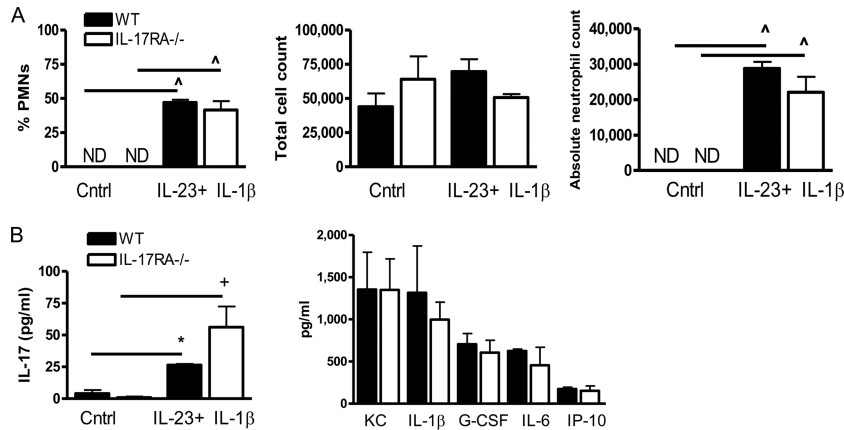 A
WT
IL-17RA-/-
% PMNs
100
75
50
25
0
ND ND
^ ^
Cntrl IL-23+ IL-1β
Total cell count
100,000
75,000
50,000
25,000
0
Cntrl IL-23+ IL-1β
Absolute neutrophil count
40,000
30,000
20,000
10,000
0
ND ND
^ ^
Cntrl IL-23+ IL-1β
B
WT
IL-17RA-/-
IL-17 (pg/ml)
100
75
50
25
0
* +
Cntrl IL-23+ IL-1β
pg/ml
2,000
1,500
1,000
500
0
KC IL-1β G-CSF IL-6 IP-10